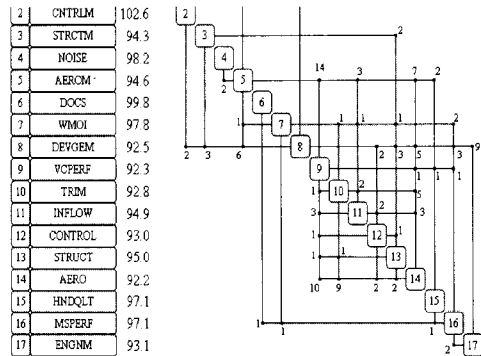 2 CNTRLM 102.6 2
3 STRCTM 94.3 3 2
4 NOISE 98.2 4 14 3 7 2
5 AEROM 94.6 2 5
6 DOCS 99.8 6
7 WMOI 97.8 1 7 1 1 1 2
8 DEVGEM 92.5 8 2 3 5 3 9
2 3 6
9 VCPERF 92.3 9 1 1 1
10 TRIM 92.8 1 10 2 5
11 INFLOW 94.9 3 11 2 3
12 CONTROL 93.0 1 12 1
13 STRUCT 95.0 1 1 13
14 AERO 92.2 14
10 9 2 2
15 HNDQLT 97.1 15
16 MSPERF 97.1 1 1 1 16
17 ENGNM 93.1 2 17